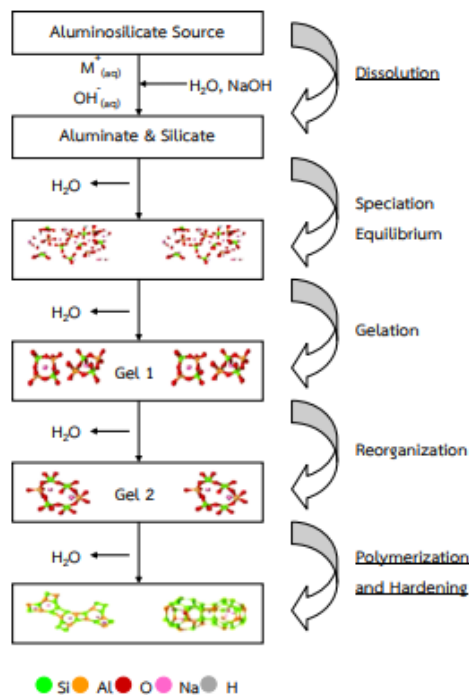 Aluminosilicate Source
M⁺(aq)
OH⁻(aq)
H₂O, NaOH
Dissolution
Aluminate & Silicate
H₂O
Speciation
Equilibrium
H₂O
Gelation
Gel 1
H₂O
Reorganization
Gel 2
H₂O
Polymerization
and Hardening
Si Al O Na H